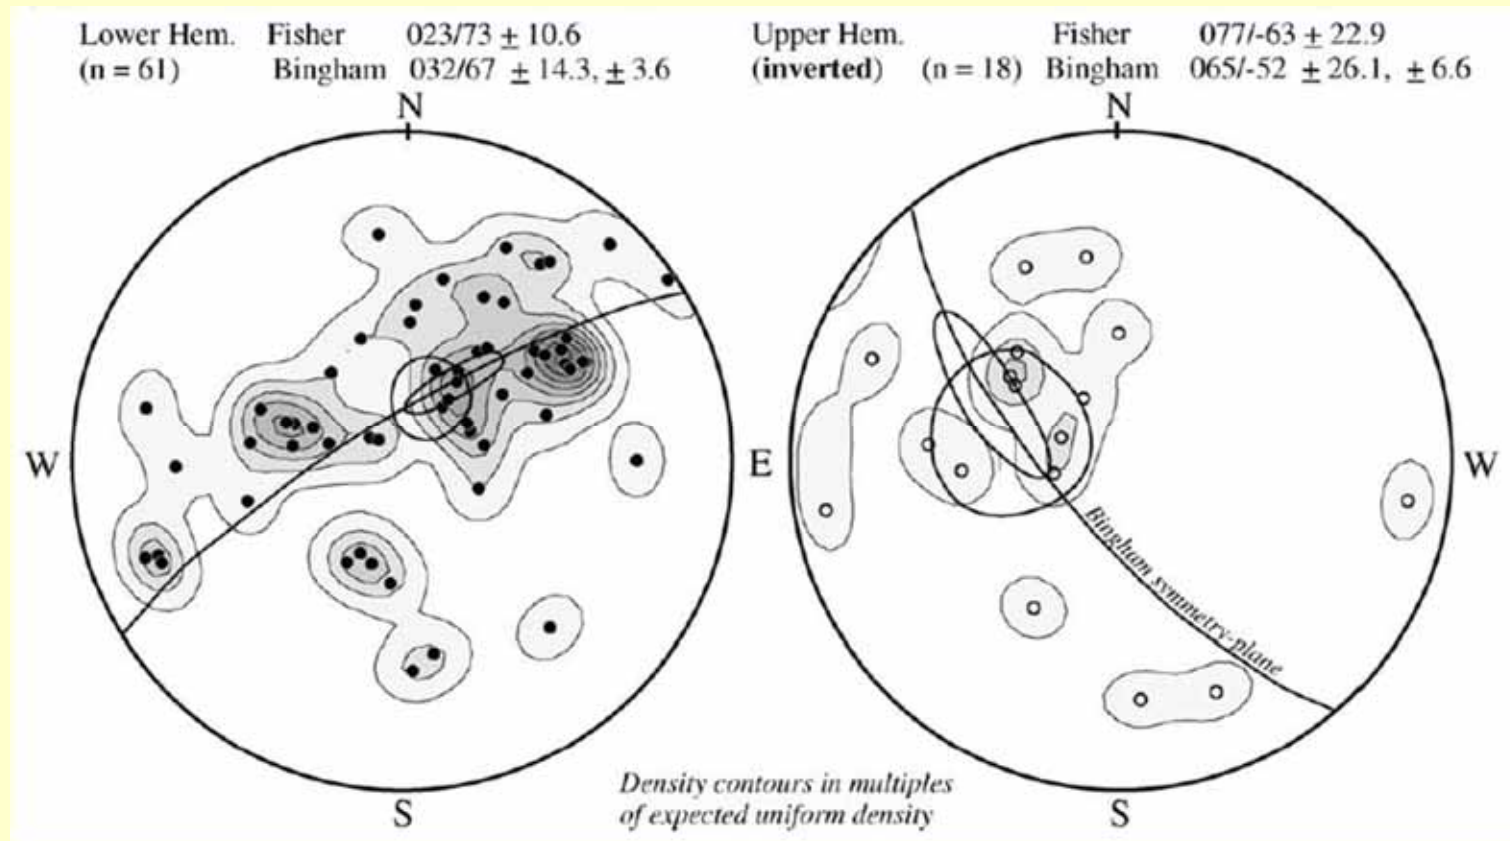 Lower Hem. Fisher 023/73 ± 10.6
(n = 61) Bingham 032/67 ± 14.3, ± 3.6
Upper Hem. Fisher 077/-63 ± 22.9
(inverted) (n = 18) Bingham 065/-52 ± 26.1, ± 6.6
N
N
W
E
W
Bingham symmetry-plane
Density contours in multiples
of expected uniform density
S
S